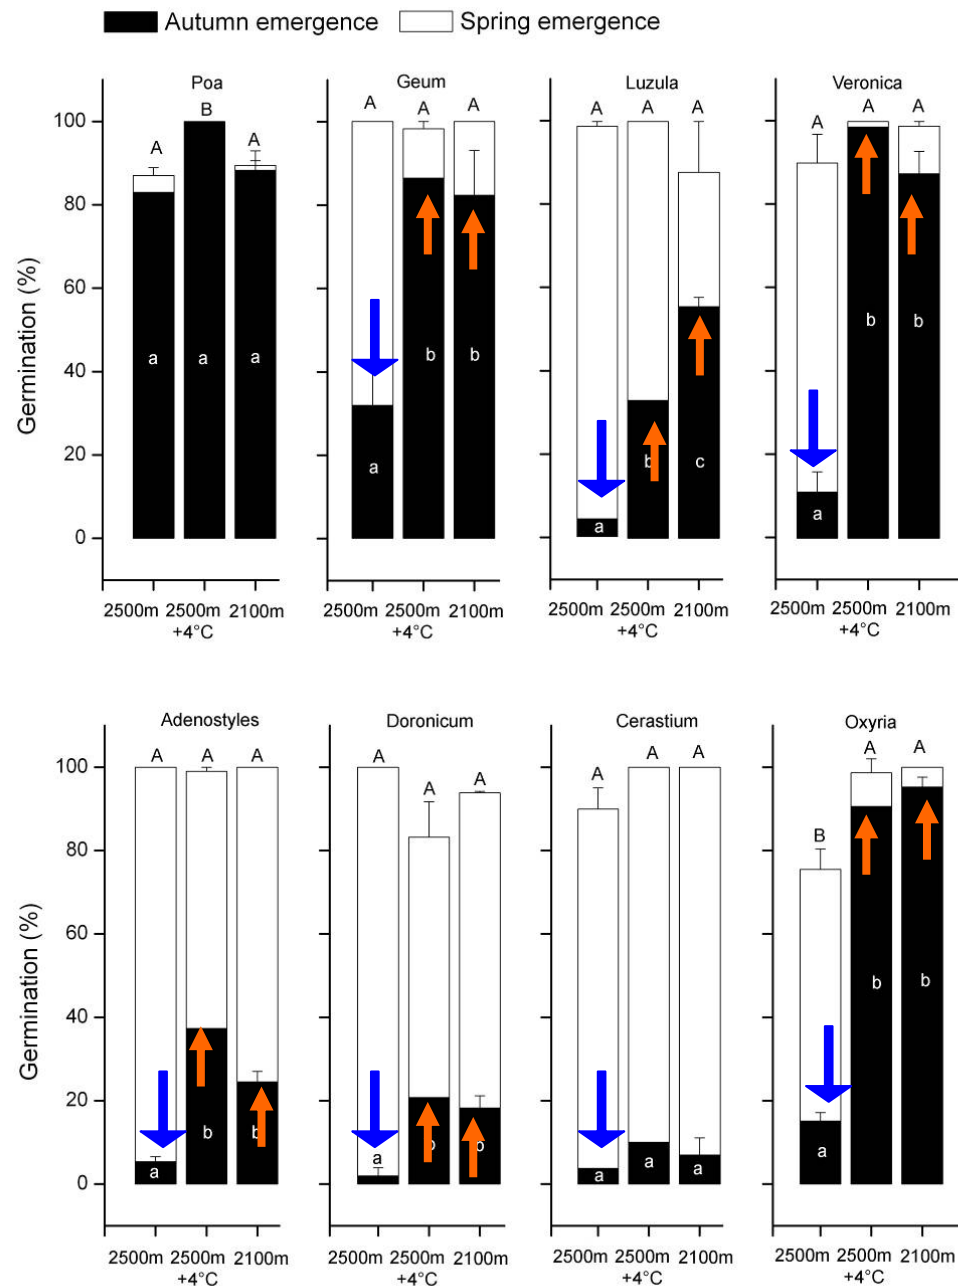 Autumn emergence Spring emergence
Poa Geum Luzula Veronica
Germination (%)
100
80
60
40
20
0
A B A
a a a
A A A
a b b
A A A
a b c
A A A
a b b
2500m 2500m 2100m
+4°C
2500m 2500m 2100m
+4°C
2500m 2500m 2100m
+4°C
2500m 2500m 2100m
+4°C
Adenostyles Doronicum Cerastium Oxyria
Germination (%)
100
80
60
40
20
0
A A A
a b b
A A A
a b b
A A A
a a a
B A A
a b b
2500m 2500m 2100m
+4°C
2500m 2500m 2100m
+4°C
2500m 2500m 2100m
+4°C
2500m 2500m 2100m
+4°C